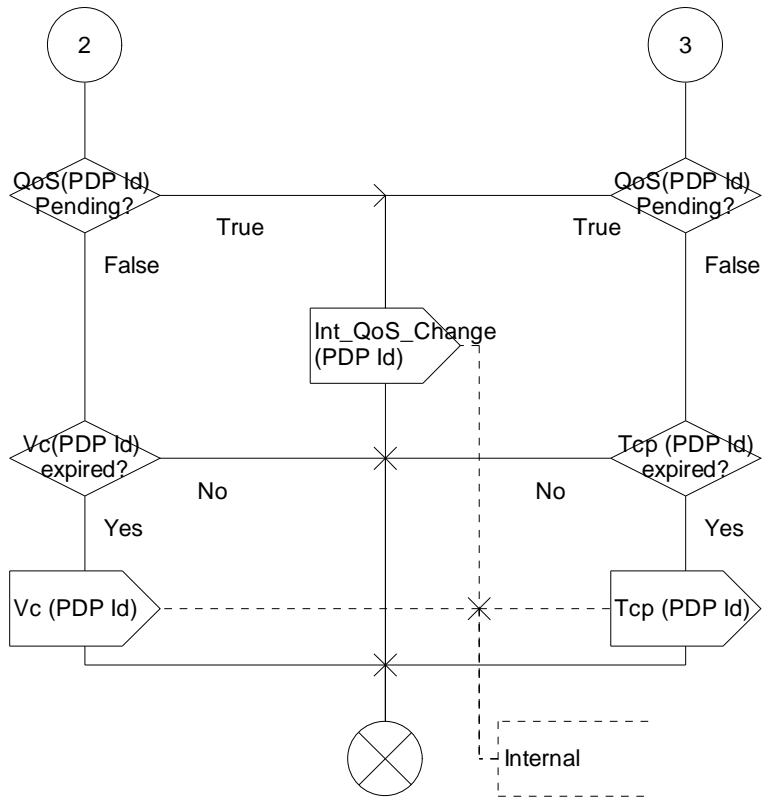 2
3
QoS(PDP Id)
Pending?
QoS(PDP Id)
Pending?
True
True
False
False
Int_QoS_Change
(PDP Id)
Vc(PDP Id)
expired?
Tcp (PDP Id)
expired?
No
No
Yes
Yes
Vc (PDP Id)
Tcp (PDP Id)
Internal